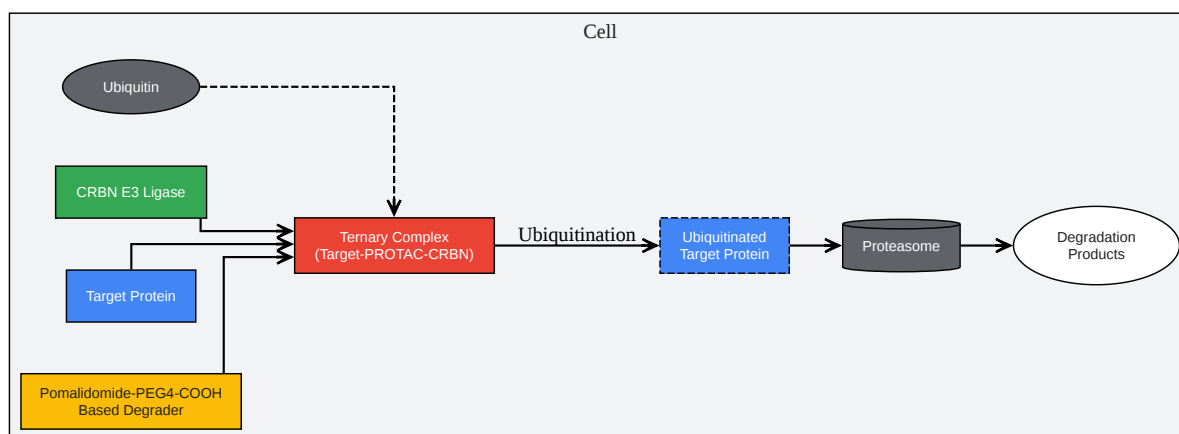 Cell
Ubiquitin
CRBN E3 Ligase
Target Protein
Pomalidomide-PEG4-COOH
Based Degrader
Ternary Complex
(Target-PROTAC-CRBN)
Ubiquitination
Ubiquitinated
Target Protein
Proteasome
Degradation
Products